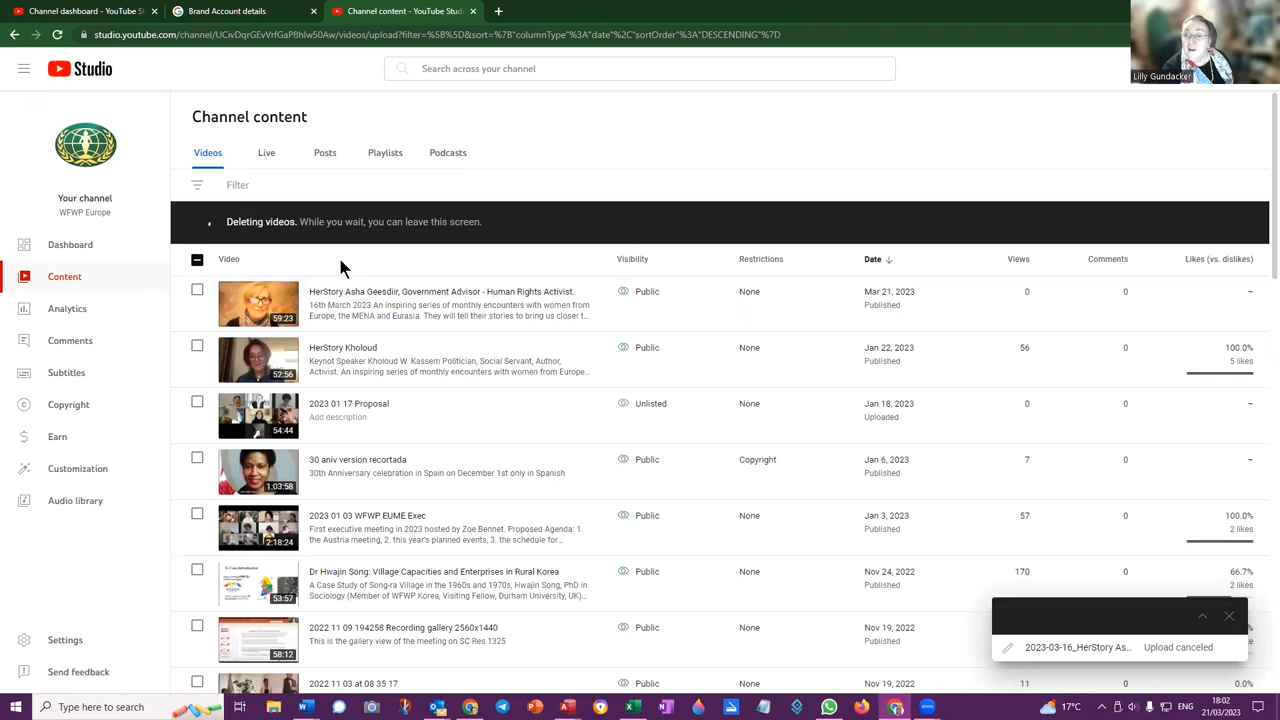 Channel dashboard - YouTube Stu
Brand Account details
Channel content - YouTube Studi
studio.youtube.com/channel/UCivDqrGEvVrfGaP8hlw50Aw/videos/upload?filter=%5B%5D&sort=%7B"columnType"%3A"date"%2C"sortOrder"%3A"DESCENDING"%7D
Lilly Gundacker
Studio
Search across your channel
Your channel
WFWP Europe
Dashboard
Content
Analytics
Comments
Subtitles
Copyright
Earn
Customization
Audio library
Settings
Send feedback
Channel content
Videos Live Posts Playlists Podcasts
Filter
Deleting videos. While you wait, you can leave this screen.
Video Visibility Restrictions Date Views Comments Likes (vs. dislikes)
HerStory Asha Geesdiir, Government Advisor - Human Rights Activist. Public None Mar 21, 2023 0 0 –
16th March 2023 An inspiring series of monthly encounters with women from Published
Europe, the MENA and Eurasia. They will tell their stories to bring us closer t...
59:23
HerStory Kholoud Public None Jan 22, 2023 56 0 100.0%
Keynot Speaker Kholoud W. Kassem Politician, Social Servant, Author, Published 5 likes
Activist. An inspiring series of monthly encounters with women from Europe...
52:56
2023 01 17 Proposal Unlisted None Jan 18, 2023 0 0 –
Add description Uploaded
54:44
30 aniv version recortada Public Copyright Jan 6, 2023 7 0 –
30th Anniversary celebration in Spain on December 1st only in Spanish Published
1:03:58
2023 01 03 WFWP EUME Exec Public None Jan 3, 2023 57 0 100.0%
First executive meeting in 2023 hosted by Zoe Bennet. Proposed Agenda: 1. Published 2 likes
the Austria meeting, 2. this year's planned events, 3. the schedule for...
2:18:24
Dr Hwajin Song: VIllage Capacities and Enterprises in Rural Korea Public None Nov 24, 2022 170 0 66.7%
A Case Study of Song-ra Village in the 1960s and 1970s, Hwajin Song, PhD in Published 2 likes
Sociology (Member of WFWP Korea, Visiting Fellow, Durham University, UK)...
53:57
2022 11 09 194258 Recording gallery 2560x1440 Public None Nov 19, 2022
This is the gallery view of the meeting on SC Res 1325 Published
58:12
2022 11 03 at 08 35 17 Public None Nov 19, 2022 11 0 0.0%
2023-03-16_HerStory As... Upload canceled
Type here to search
17°C
18:02
21/03/2023